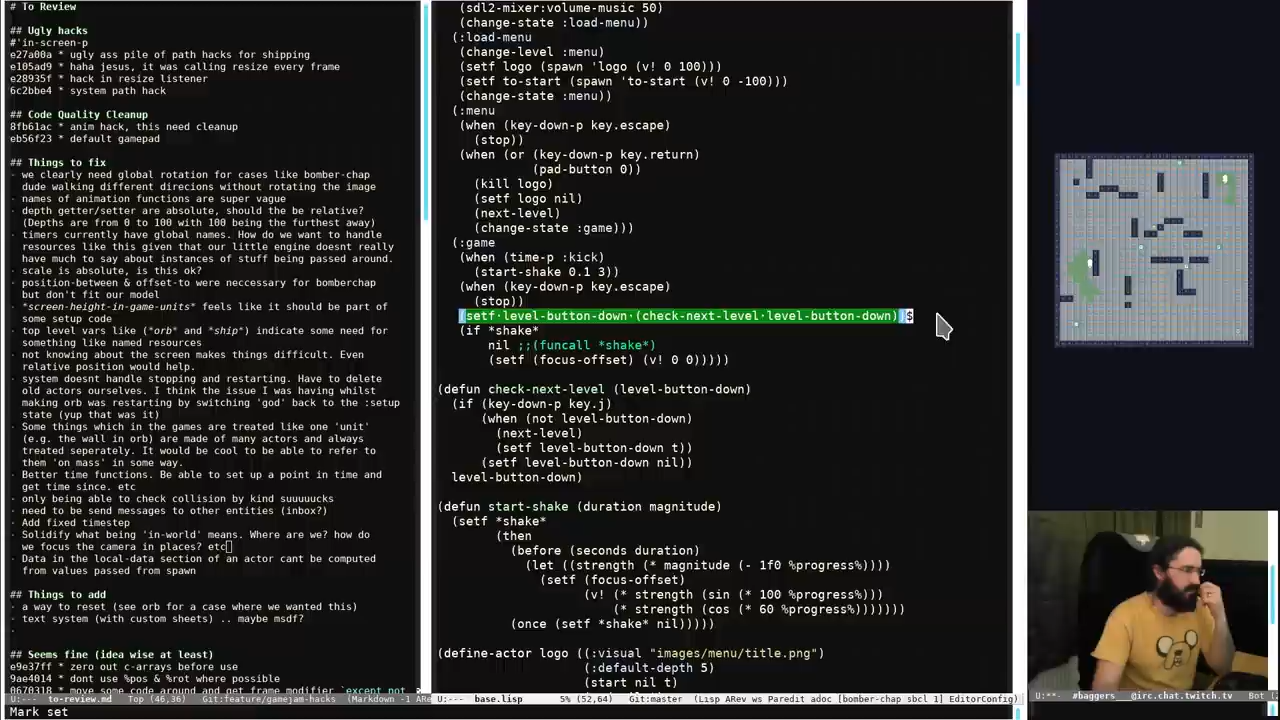 # To Review
## Ugly hacks
#'in-screen-p
e27a00a * ugly ass pile of path hacks for shipping
e105ad9 * haha jesus, it was calling resize every frame
e28935f * hack in resize listener
6c2bbe4 * system path hack
## Code Quality Cleanup
8fb61ac * anim hack, this need cleanup
eb56f23 * default gamepad
## Things to fix
- we clearly need global rotation for cases like bomber-chap
dude walking different direcions without rotating the image
- names of animation functions are super vague
- depth getter/setter are absolute, should the be relative?
(Depths are from 0 to 100 with 100 being the furthest away)
- timers currently have global names. How do we want to handle
resources like this given that our little engine doesnt really
have much to say about instances of stuff being passed around.
- scale is absolute, is this ok?
- position-between & offset-to were neccessary for bomberchap
but don't fit our model
- *screen-height-in-game-units* feels like it should be part of
some setup code
- top level vars like (*orb* and *ship*) indicate some need for
something like named resources
- not knowing about the screen makes things difficult. Even
relative position would help.
- system doesnt handle stopping and restarting. Have to delete
old actors ourselves. I think the issue I was having whilst
making orb was restarting by switching 'god' back to the :setup
state (yup that was it)
- Some things which in the games are treated like one 'unit'
(e.g. the wall in orb) are made of many actors and always
treated seperately. It would be cool to be able to refer to
them 'on mass' in some way.
- Better time functions. Be able to set up a point in time and
get time since. etc
- only being able to check collision by kind suuuuucks
- need to be send messages to other entities (inbox?)
- Add fixed timestep
- Solidify what being 'in-world' means. Where are we? how do
we focus the camera in places? etc
- Data in the local-data section of an actor cant be computed
from values passed from spawn
## Things to add
- a way to reset (see orb for a case where we wanted this)
- text system (with custom sheets) .. maybe msdf?
-
## Seems fine (idea wise at least)
e9e37ff * zero out c-arrays before use
9ae4014 * dont use %pos & %rot where possible
0670318 * move some code around and get frame modifier `except not
U:--- to-review.md Top (46,36) Git:feature/gamejam-hacks (Markdown -1 ARe
Mark set
(sdl2-mixer:volume-music 50)
(change-state :load-menu))
(:load-menu
(change-level :menu)
(setf logo (spawn 'logo (v! 0 100)))
(setf to-start (spawn 'to-start (v! 0 -100)))
(change-state :menu))
(:menu
(when (key-down-p key.escape)
(stop))
(when (or (key-down-p key.return)
(pad-button 0))
(kill logo)
(setf logo nil)
(next-level)
(change-state :game)))
(:game
(when (time-p :kick)
(start-shake 0.1 3))
(when (key-down-p key.escape)
(stop))
(setf·level-button-down·(check-next-level·level-button-down))$
(if *shake*
nil ;;(funcall *shake*)
(setf (focus-offset) (v! 0 0)))))
(defun check-next-level (level-button-down)
(if (key-down-p key.j)
(when (not level-button-down)
(next-level)
(setf level-button-down t))
(setf level-button-down nil))
level-button-down)
(defun start-shake (duration magnitude)
(setf *shake*
(then
(before (seconds duration)
(let ((strength (* magnitude (- 1f0 %progress%))))
(setf (focus-offset)
(v! (* strength (sin (* 100 %progress%)))
(* strength (cos (* 60 %progress%)))))))
(once (setf *shake* nil)))))
(define-actor logo ((:visual "images/menu/title.png")
(:default-depth 5)
(start nil t)
U:--- base.lisp 5% (52,64) Git:master (Lisp ARev ws Paredit adoc [bomber-chap sbcl 1] EditorConfig)
U:**- #baggers_ @irc.chat.twitch.tv Bot (2